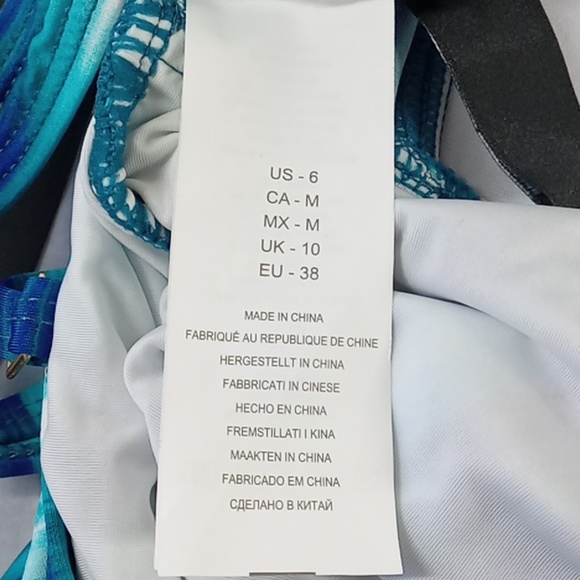 US - 6
CA - M
MX - M
UK - 10
EU - 38
MADE IN CHINA
FABRIQUÉ AU REPUBLIQUE DE CHINE
HERGESTELLT IN CHINA
FABBRICATI IN CINESE
HECHO EN CHINA
FREMSTILLATI I KINA
MAAKTEN IN CHINA
FABRICADO EM CHINA
СДЕЛАНО В КИТАЙ